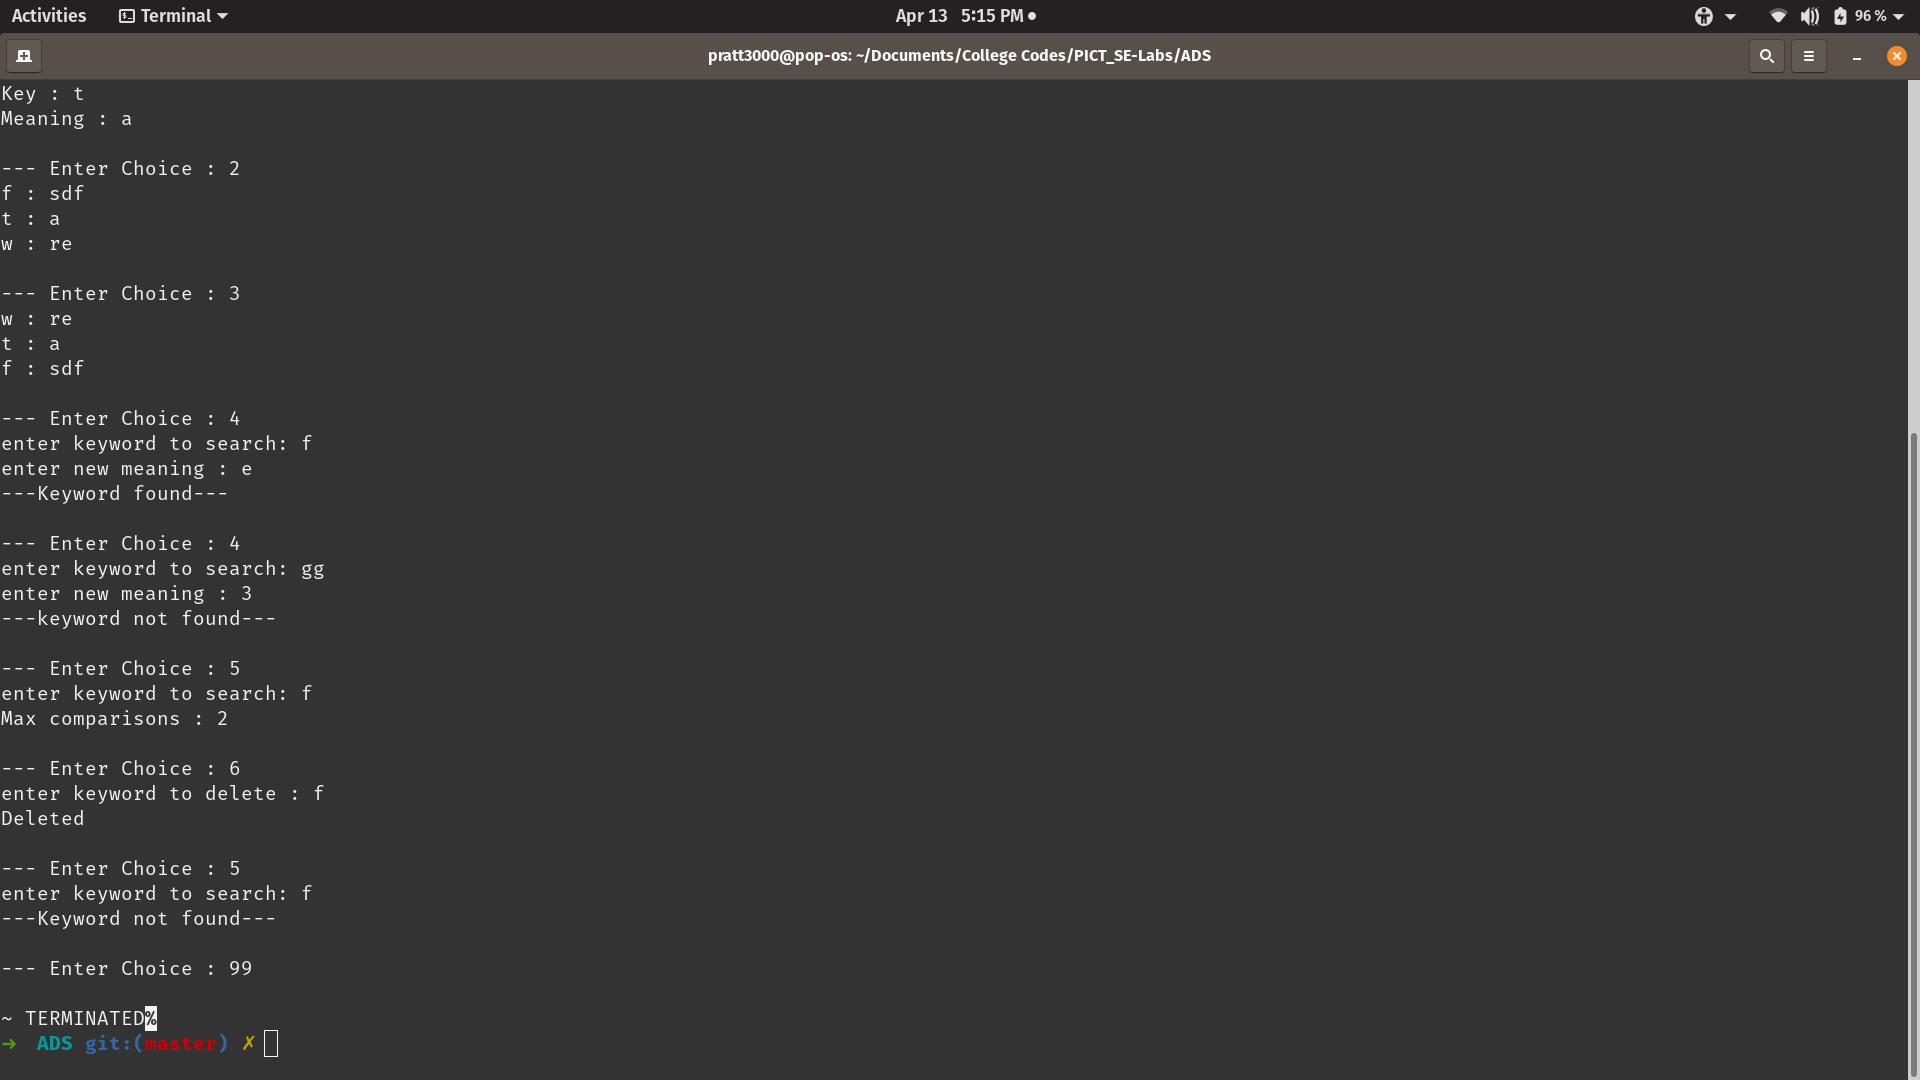 Activities Terminal Apr 13 5:15 PM 96 %
pratt3000@pop-os: ~/Documents/College Codes/PICT_SE-Labs/ADS
Key : t
Meaning : a
--- Enter Choice : 2
f : sdf
t : a
w : re
--- Enter Choice : 3
w : re
t : a
f : sdf
--- Enter Choice : 4
enter keyword to search: f
enter new meaning : e
---Keyword found---
--- Enter Choice : 4
enter keyword to search: gg
enter new meaning : 3
---keyword not found---
--- Enter Choice : 5
enter keyword to search: f
Max comparisons : 2
--- Enter Choice : 6
enter keyword to delete : f
Deleted
--- Enter Choice : 5
enter keyword to search: f
---Keyword not found---
--- Enter Choice : 99
~ TERMINATED%
➜ ADS git:(master) ✗